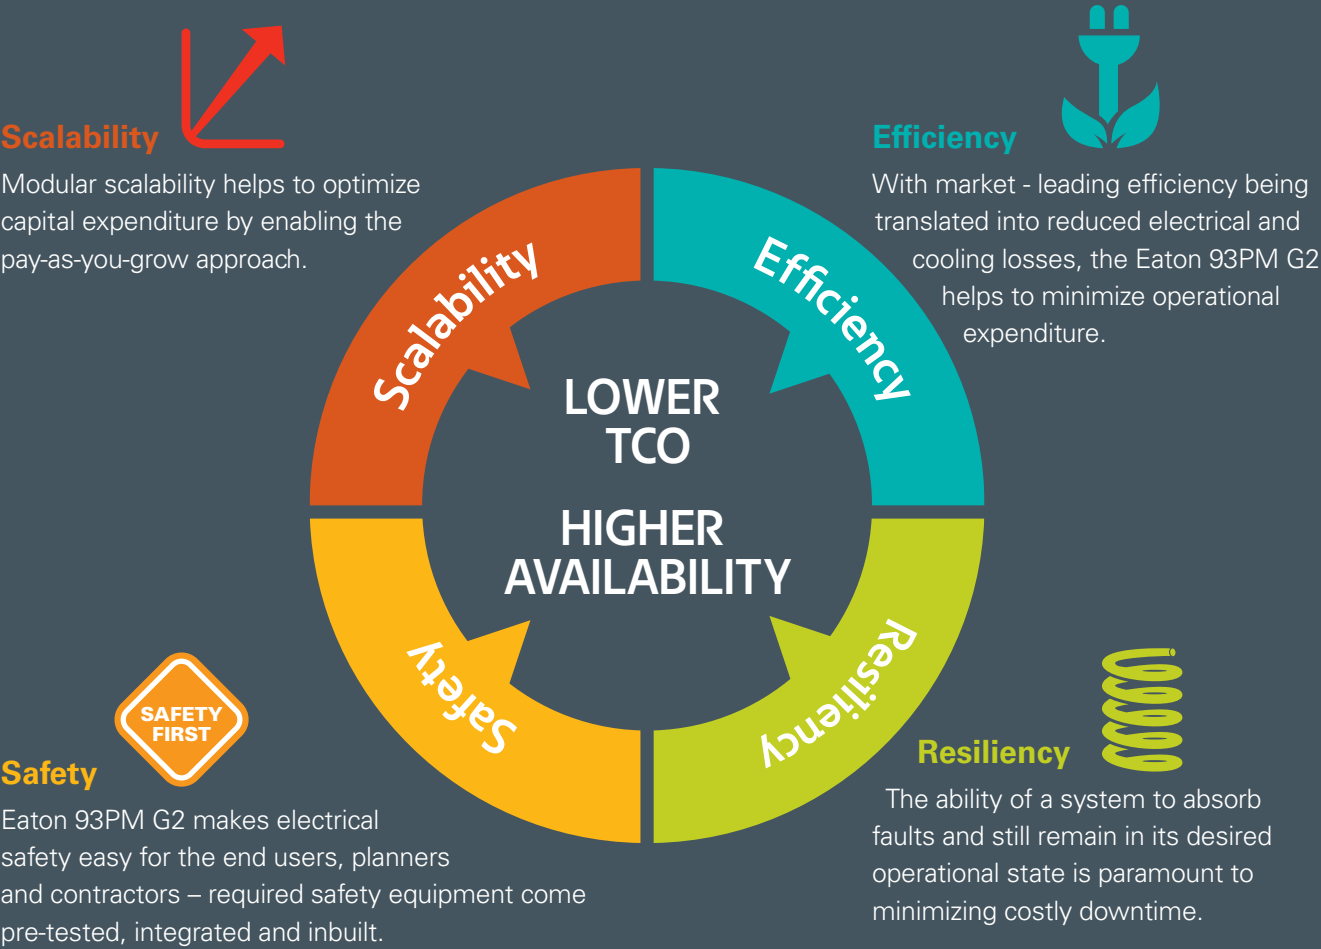 Scalability
Modular scalability helps to optimize
capital expenditure by enabling the
pay-as-you-grow approach.
Efficiency
With market - leading efficiency being
translated into reduced electrical and
cooling losses, the Eaton 93PM G2
helps to minimize operational
expenditure.
Scalability
Efficiency
LOWER
TCO
HIGHER
AVAILABILITY
Safety
Resiliency
SAFETY
FIRST
Safety
Eaton 93PM G2 makes electrical
safety easy for the end users, planners
and contractors – required safety equipment come
pre-tested, integrated and inbuilt.
Resiliency
The ability of a system to absorb
faults and still remain in its desired
operational state is paramount to
minimizing costly downtime.